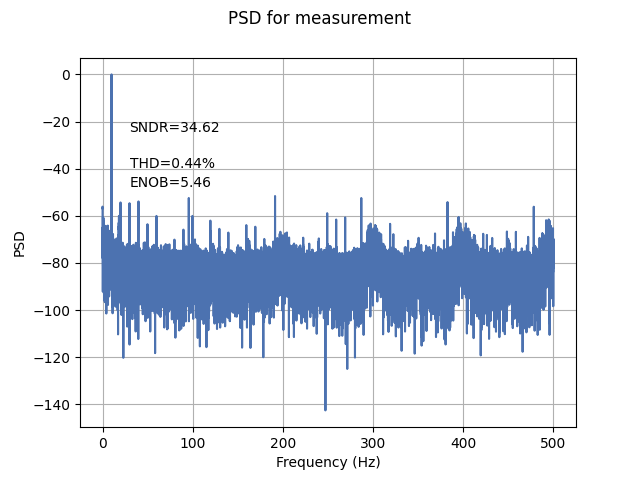 PSD for measurement
0
−20
−40
−60
−80
−100
−120
−140
PSD
SNDR=34.62
THD=0.44%
ENOB=5.46
0 100 200 300 400 500
Frequency (Hz)